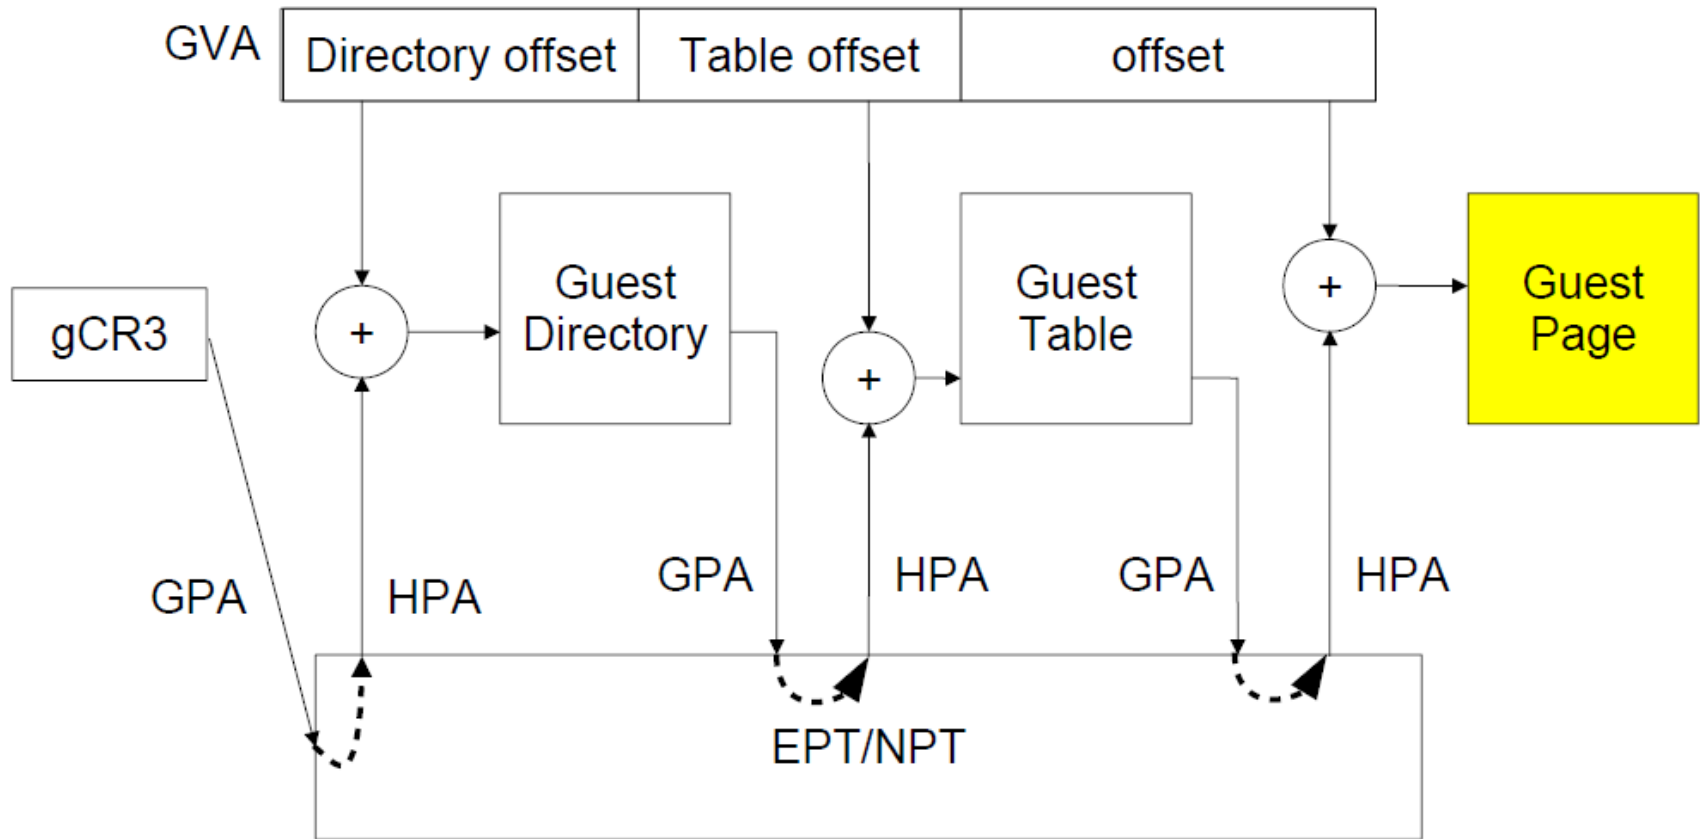 GVA
Directory offset
Table offset
offset
gCR3
+
Guest
Directory
+
Guest
Table
+
Guest
Page
GPA
HPA
GPA
HPA
GPA
HPA
EPT/NPT